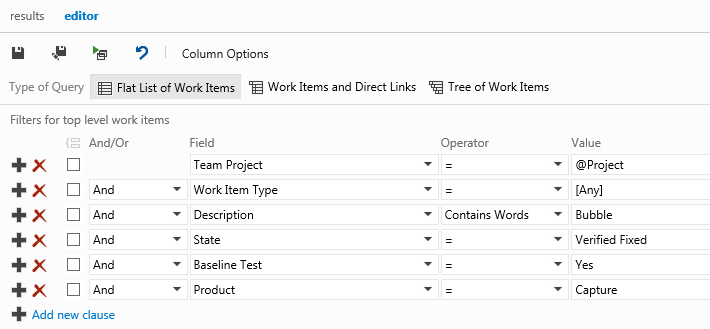 results editor
Column Options
Type of Query Flat List of Work Items Work Items and Direct Links Tree of Work Items
Filters for top level work items
And/Or Field Operator Value
Team Project = @Project
And Work Item Type = [Any]
And Description Contains Words Bubble
And State = Verified Fixed
And Baseline Test = Yes
And Product = Capture
Add new clause